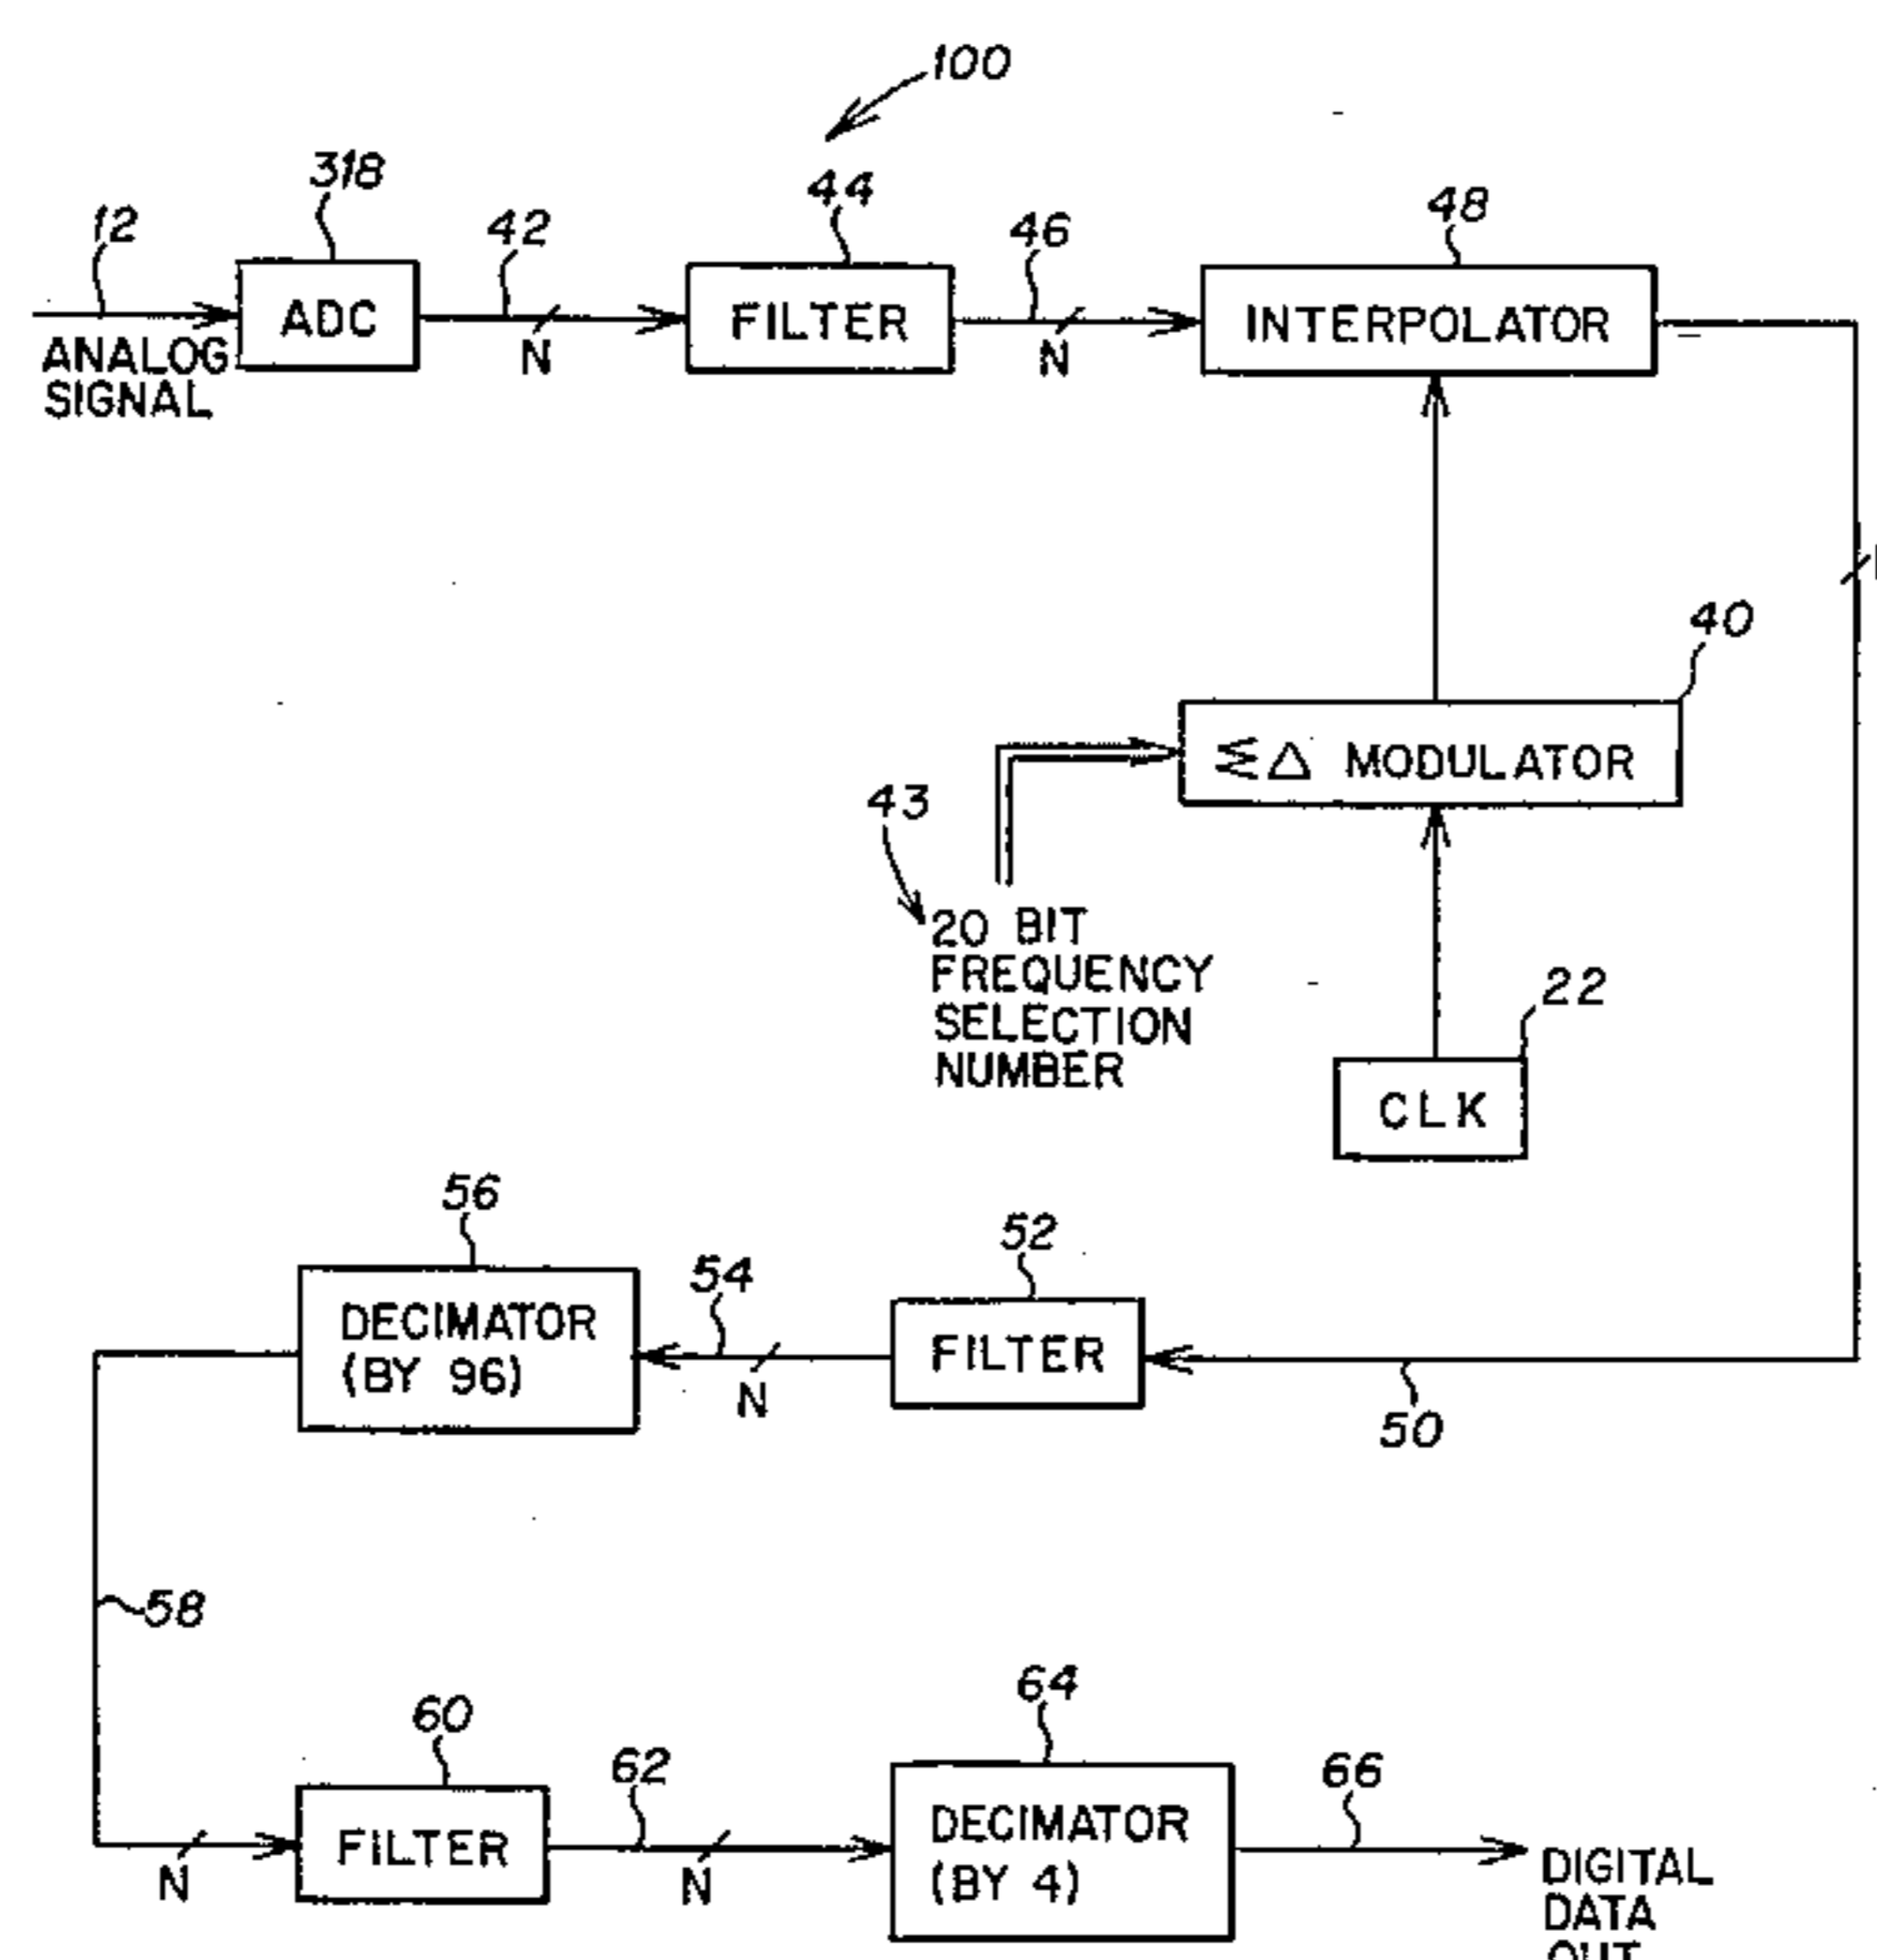 100
318
12
42
44
46
48
ADC
FILTER
INTERPOLATOR
ANALOG
SIGNAL
N
N
40
ΣΔ MODULATOR
43
20 BIT
FREQUENCY
SELECTION
NUMBER
22
CLK
56
54
52
DECIMATOR
(BY 96)
FILTER
N
50
58
60
62
64
66
FILTER
DECIMATOR
(BY 4)
N
N
DIGITAL
DATA
OUT